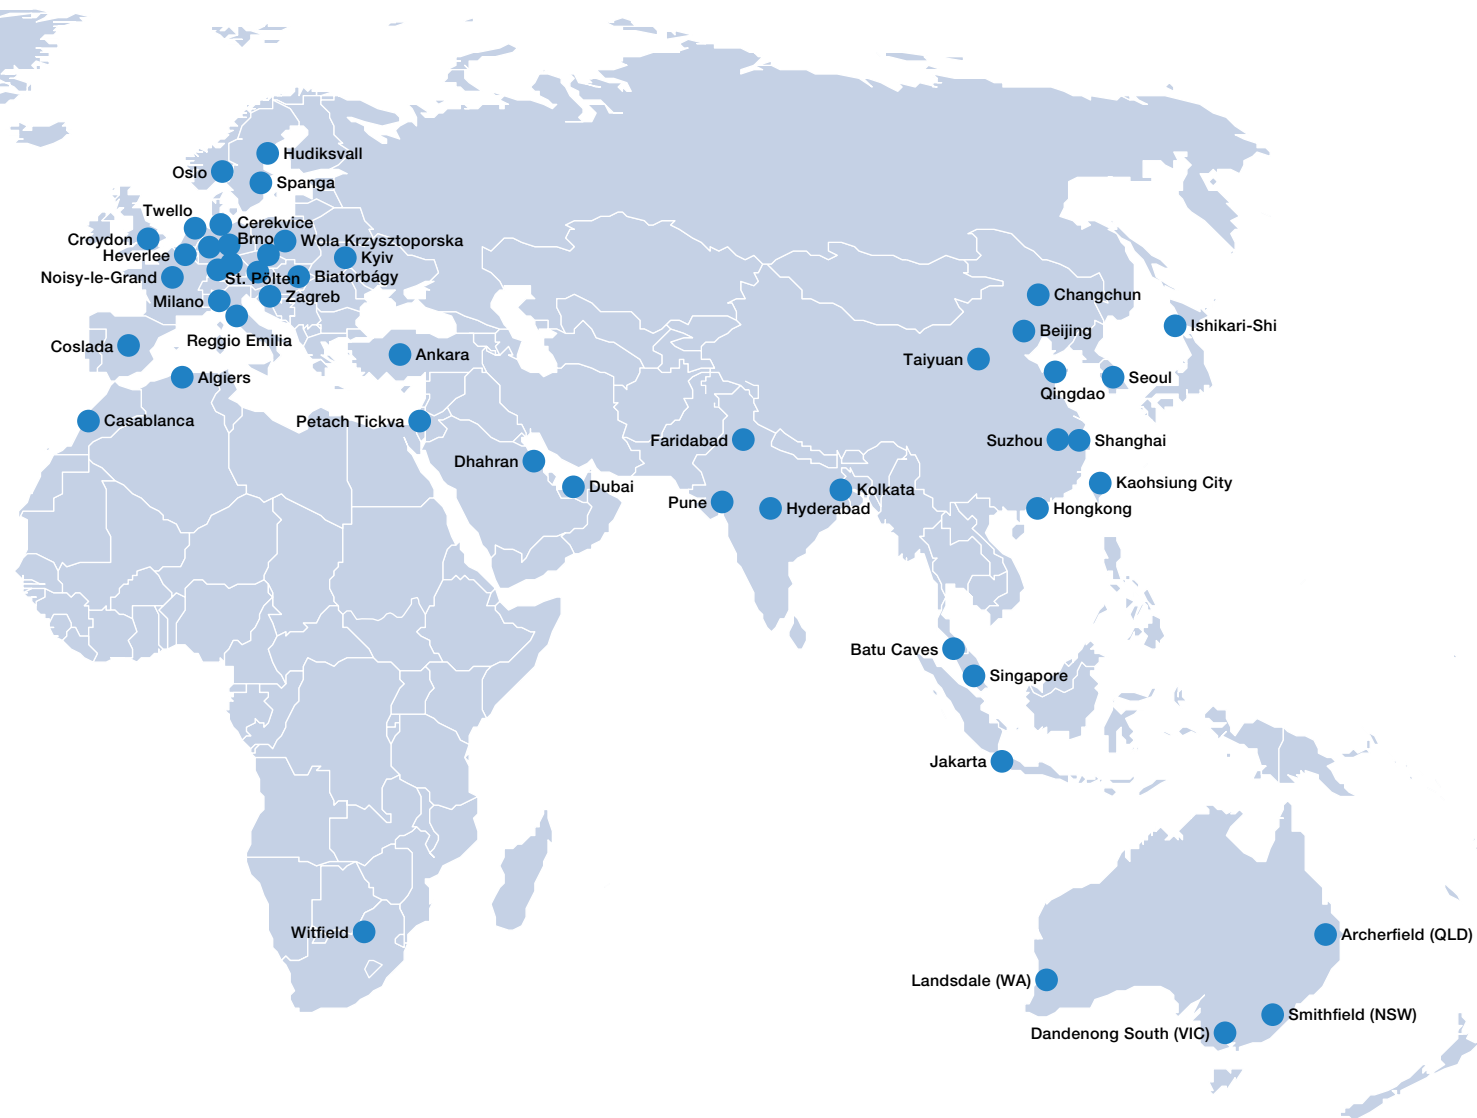 Hudiksvall
Oslo
Spanga
Twello
Cerekvice
Croydon
Brno
Wola Krzysztoporska
Heverlee
Kyiv
Noisy-le-Grand
St. Pölten
Biatorbágy
Milano
Zagreb
Changchun
Ishikari-Shi
Beijing
Reggio Emilia
Coslada
Ankara
Taiyuan
Algiers
Seoul
Qingdao
Casablanca
Petach Tickva
Faridabad
Suzhou
Shanghai
Dhahran
Dubai
Kaohsiung City
Kolkata
Pune
Hyderabad
Hongkong
Batu Caves
Singapore
Jakarta
Witfield
Archerfield (QLD)
Landsdale (WA)
Smithfield (NSW)
Dandenong South (VIC)